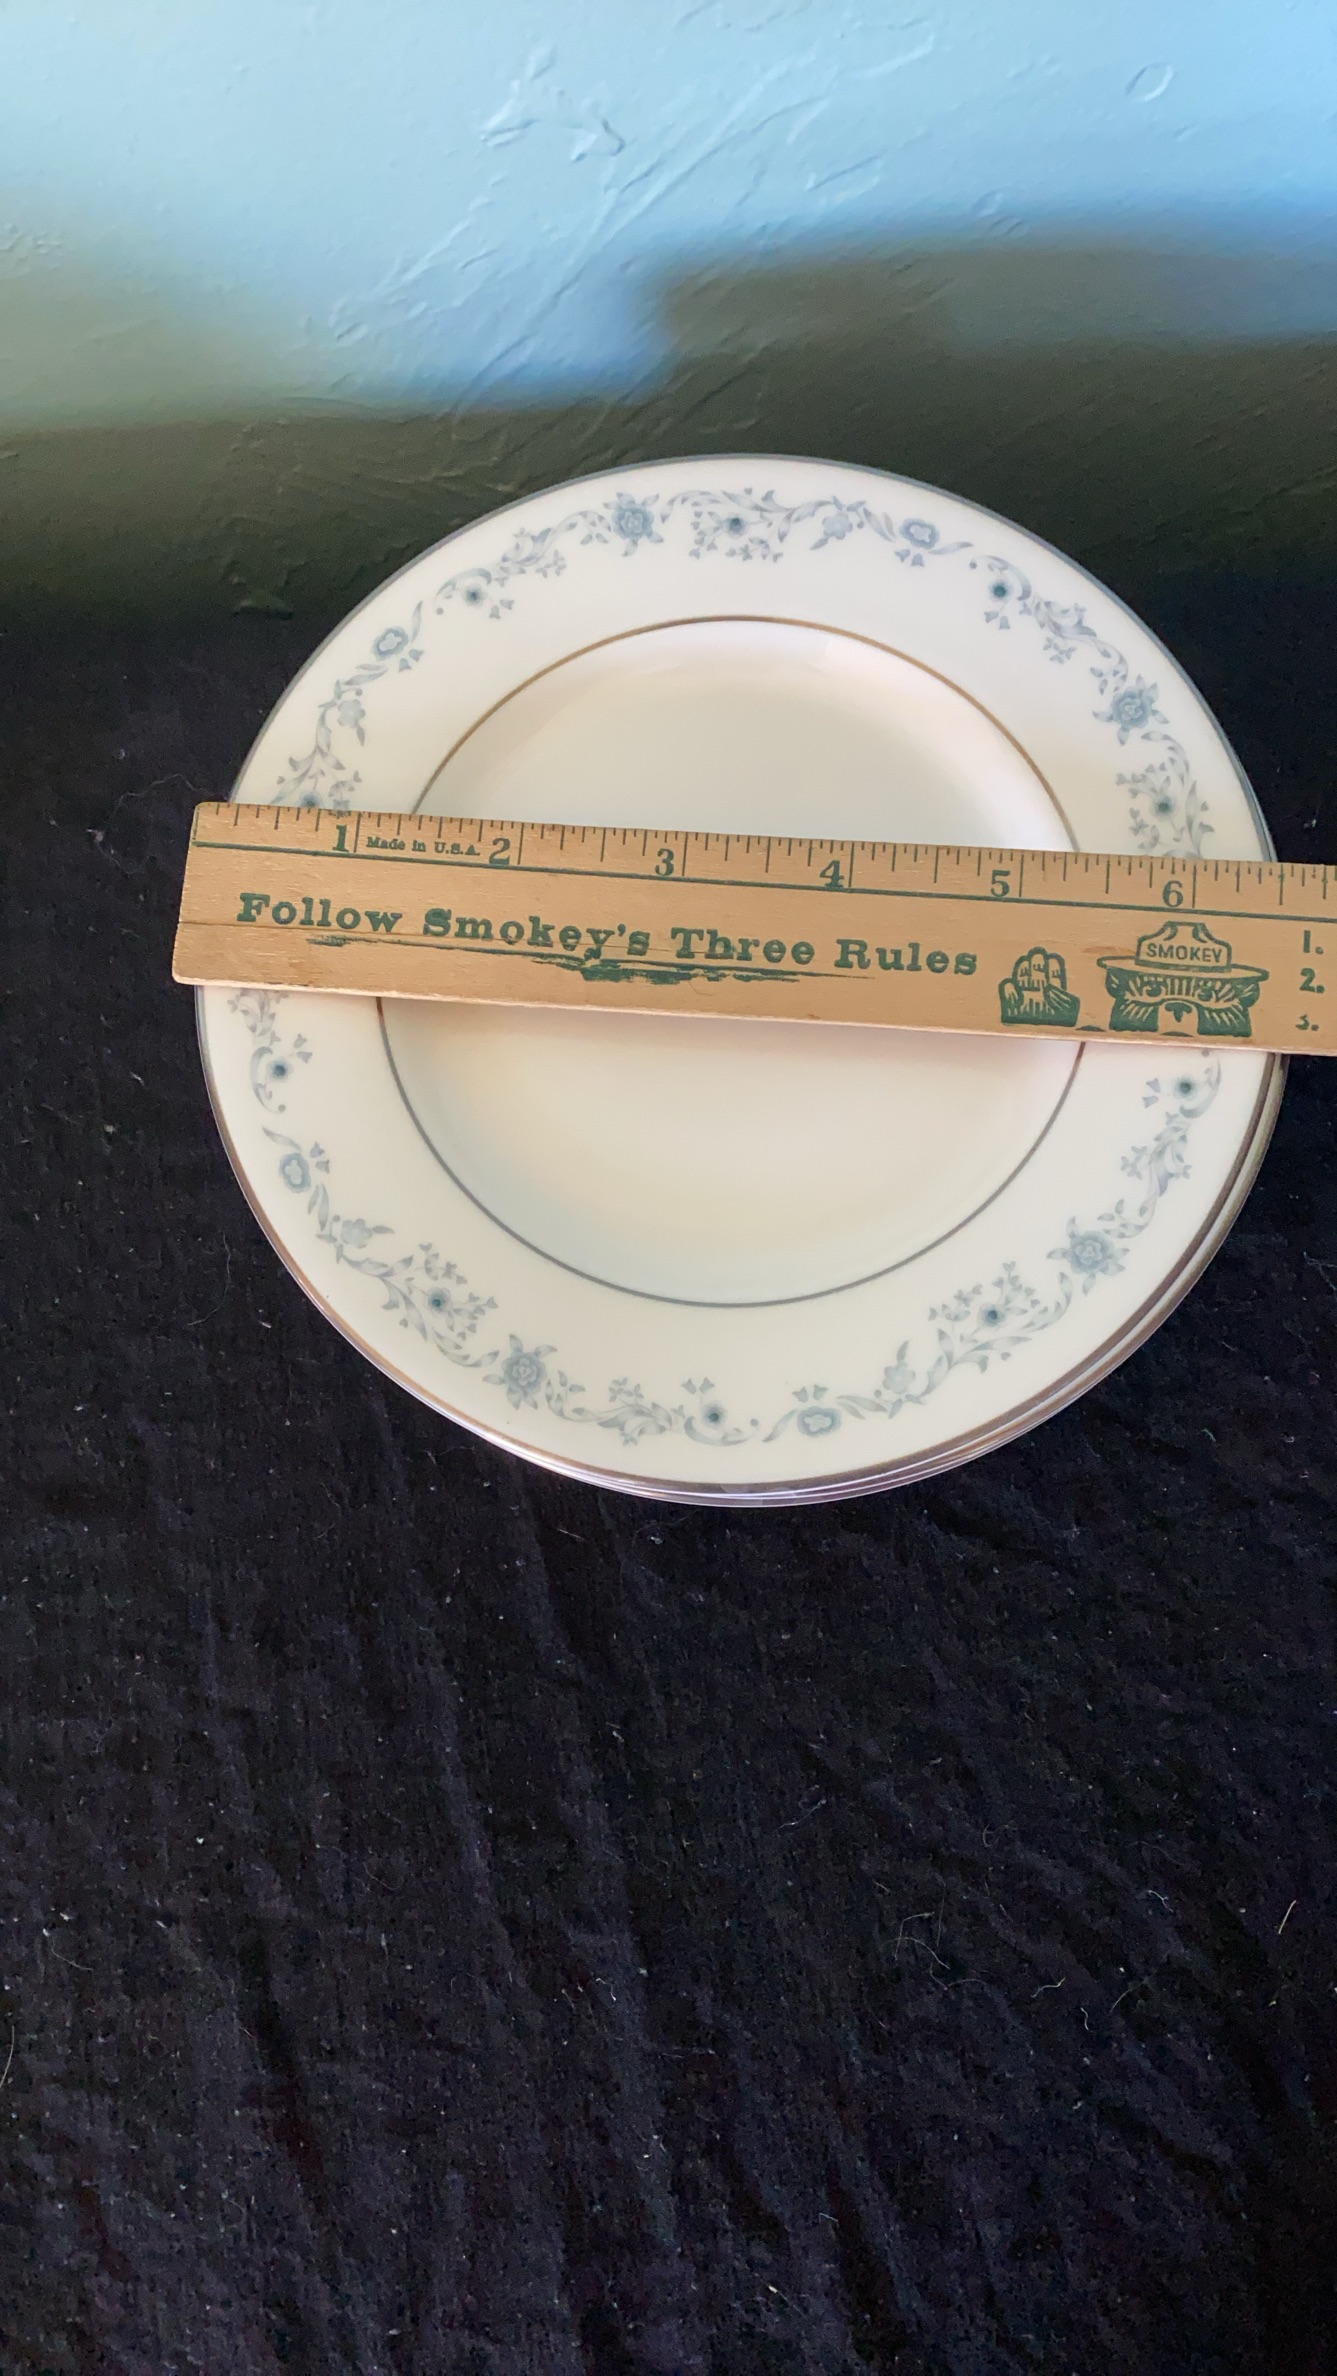 1 Made in U.S.A. 2 3 4 5 6
Follow Smokey's Three Rules
SMOKEY
1.
2.
3.